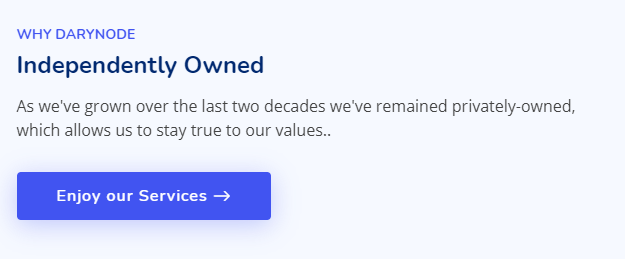 WHY DARYNODE
Independently Owned
As we've grown over the last two decades we've remained privately-owned,
which allows us to stay true to our values..
Enjoy our Services →